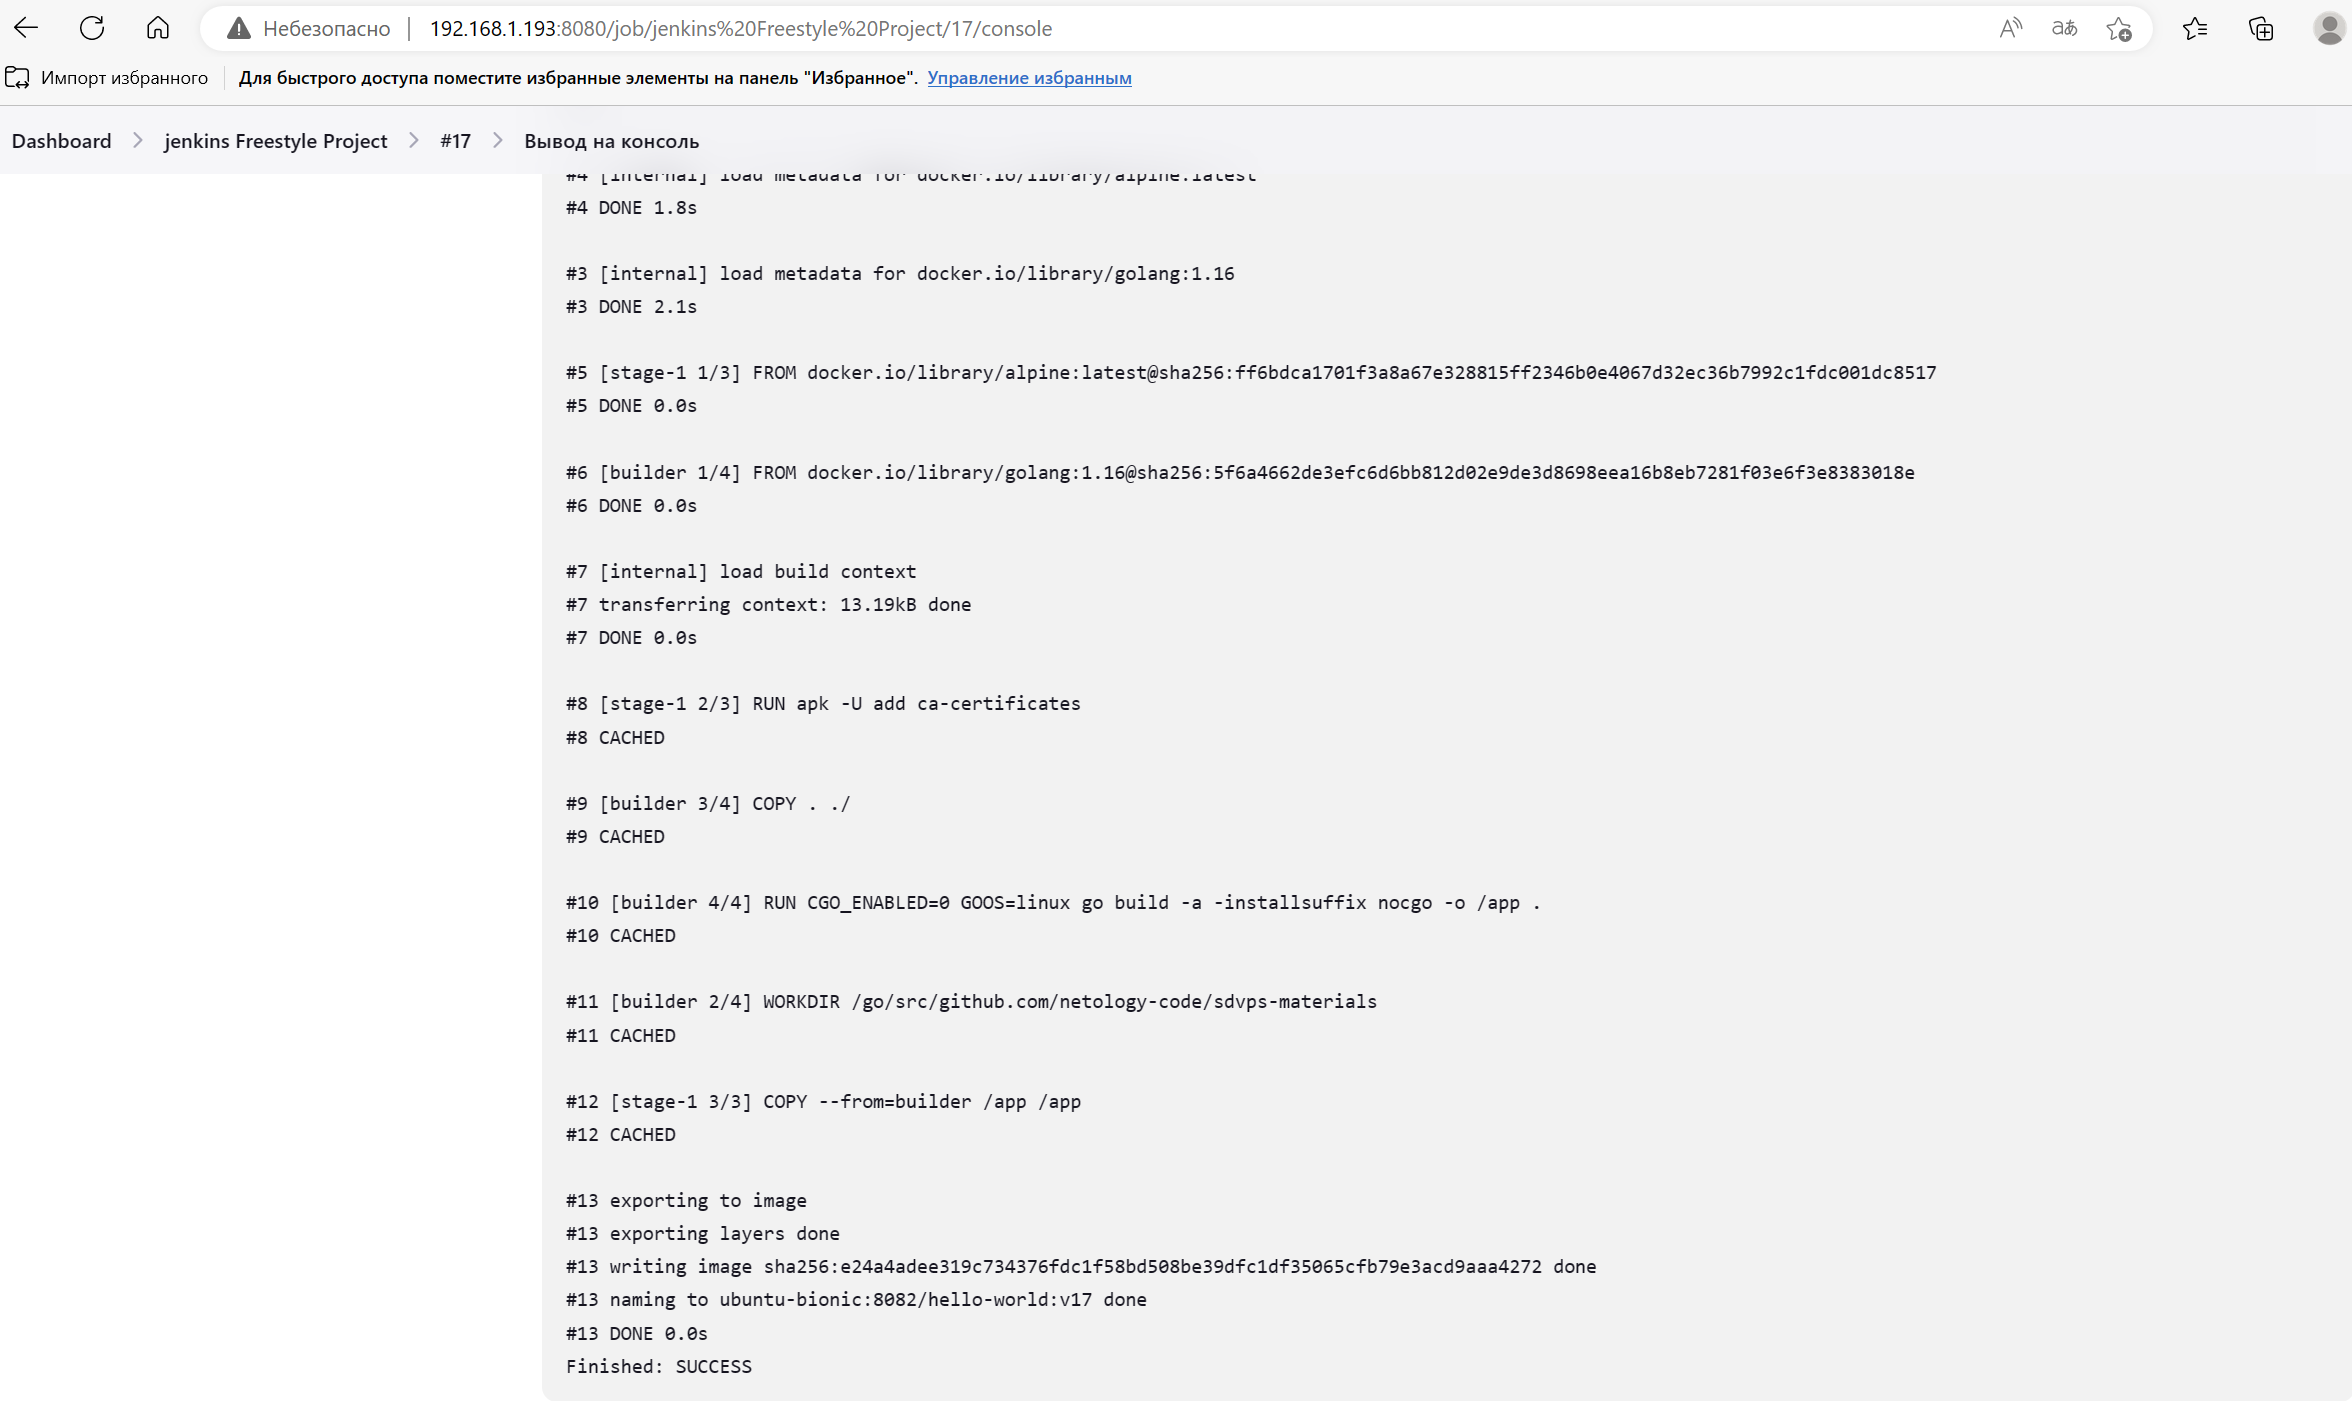 Небезопасно
192.168.1.193:8080/job/jenkins%20Freestyle%20Project/17/console
Импорт избранного
Для быстрого доступа поместите избранные элементы на панель "Избранное". Управление избранным
Dashboard
jenkins Freestyle Project
#17
Вывод на консоль
#4 [internal] load metadata for docker.io/library/alpine:latest
#4 DONE 1.8s
#3 [internal] load metadata for docker.io/library/golang:1.16
#3 DONE 2.1s
#5 [stage-1 1/3] FROM docker.io/library/alpine:latest@sha256:ff6bdca1701f3a8a67e328815ff2346b0e4067d32ec36b7992c1fdc001dc8517
#5 DONE 0.0s
#6 [builder 1/4] FROM docker.io/library/golang:1.16@sha256:5f6a4662de3efc6d6bb812d02e9de3d8698eea16b8eb7281f03e6f3e8383018e
#6 DONE 0.0s
#7 [internal] load build context
#7 transferring context: 13.19kB done
#7 DONE 0.0s
#8 [stage-1 2/3] RUN apk -U add ca-certificates
#8 CACHED
#9 [builder 3/4] COPY . ./
#9 CACHED
#10 [builder 4/4] RUN CGO_ENABLED=0 GOOS=linux go build -a -installsuffix nocgo -o /app .
#10 CACHED
#11 [builder 2/4] WORKDIR /go/src/github.com/netology-code/sdvps-materials
#11 CACHED
#12 [stage-1 3/3] COPY --from=builder /app /app
#12 CACHED
#13 exporting to image
#13 exporting layers done
#13 writing image sha256:e24a4adee319c734376fdc1f58bd508be39dfc1df35065cfb79e3acd9aaa4272 done
#13 naming to ubuntu-bionic:8082/hello-world:v17 done
#13 DONE 0.0s
Finished: SUCCESS